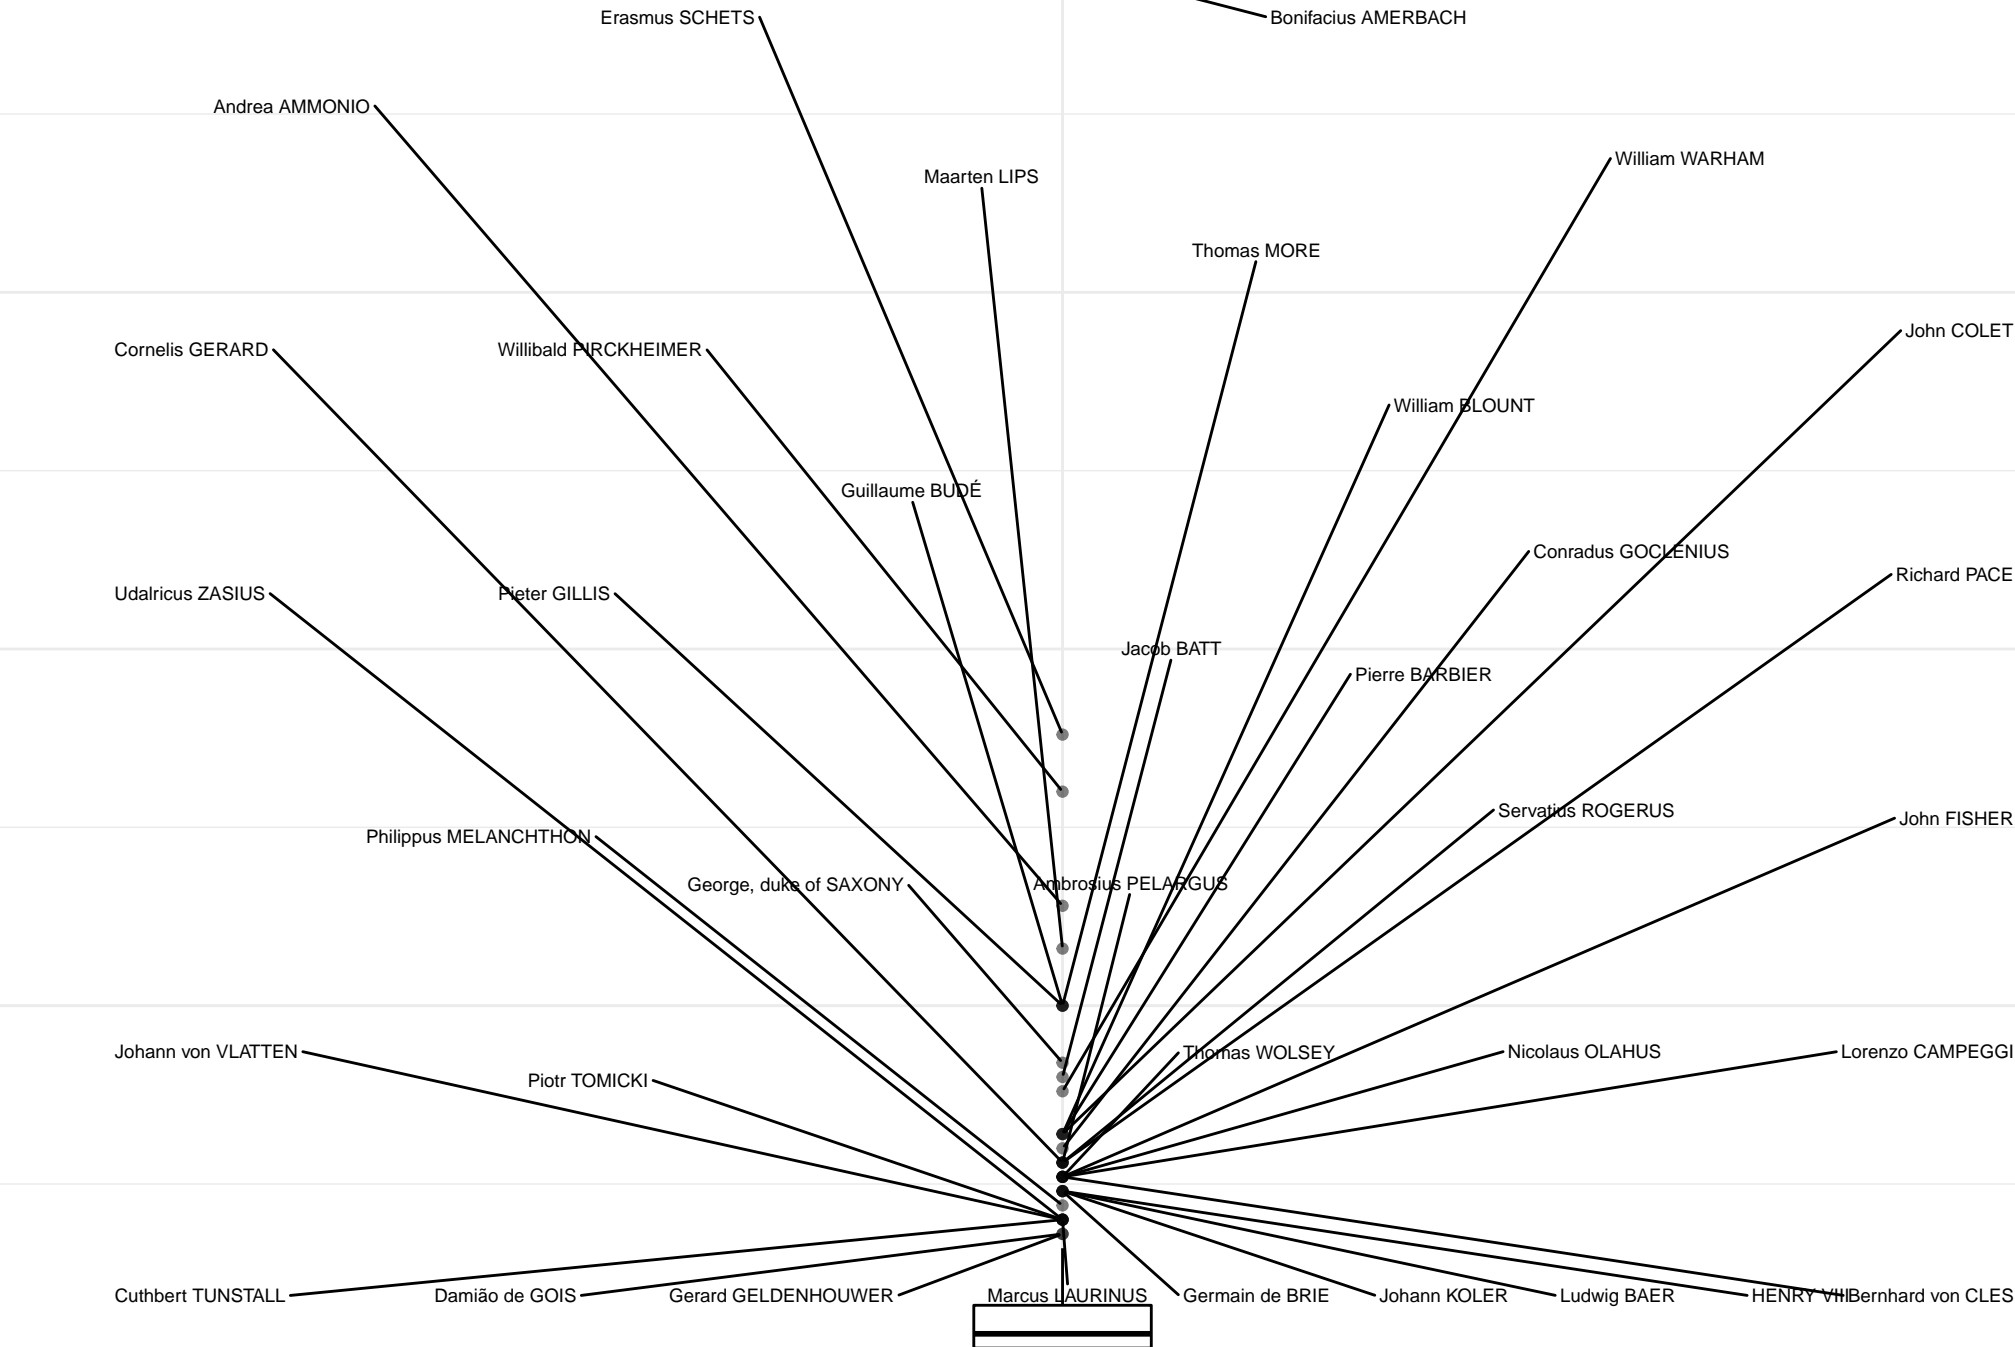 Erasmus SCHETS
Bonifacius AMERBACH
Andrea AMMONIO
William WARHAM
Maarten LIPS
Thomas MORE
John COLET
Cornelis GERARD
Willibald PIRCKHEIMER
William BLOUNT
Guillaume BUDÉ
Conradus GOCLENIUS
Richard PACE
Udalricus ZASIUS
Pieter GILLIS
Jacob BATT
Pierre BARBIER
Servatius ROGERUS
John FISHER
Philippus MELANCHTHON
George, duke of SAXONY
Ambrosius PELARGUS
Johann von VLATTEN
Thomas WOLSEY
Nicolaus OLAHUS
Lorenzo CAMPEGGI
Piotr TOMICKI
Cuthbert TUNSTALL
Damião de GOIS
Gerard GELDENHOUWER
Marcus LAURINUS
Germain de BRIE
Johann KOLER
Ludwig BAER
HENRY VIII
Bernhard von CLES